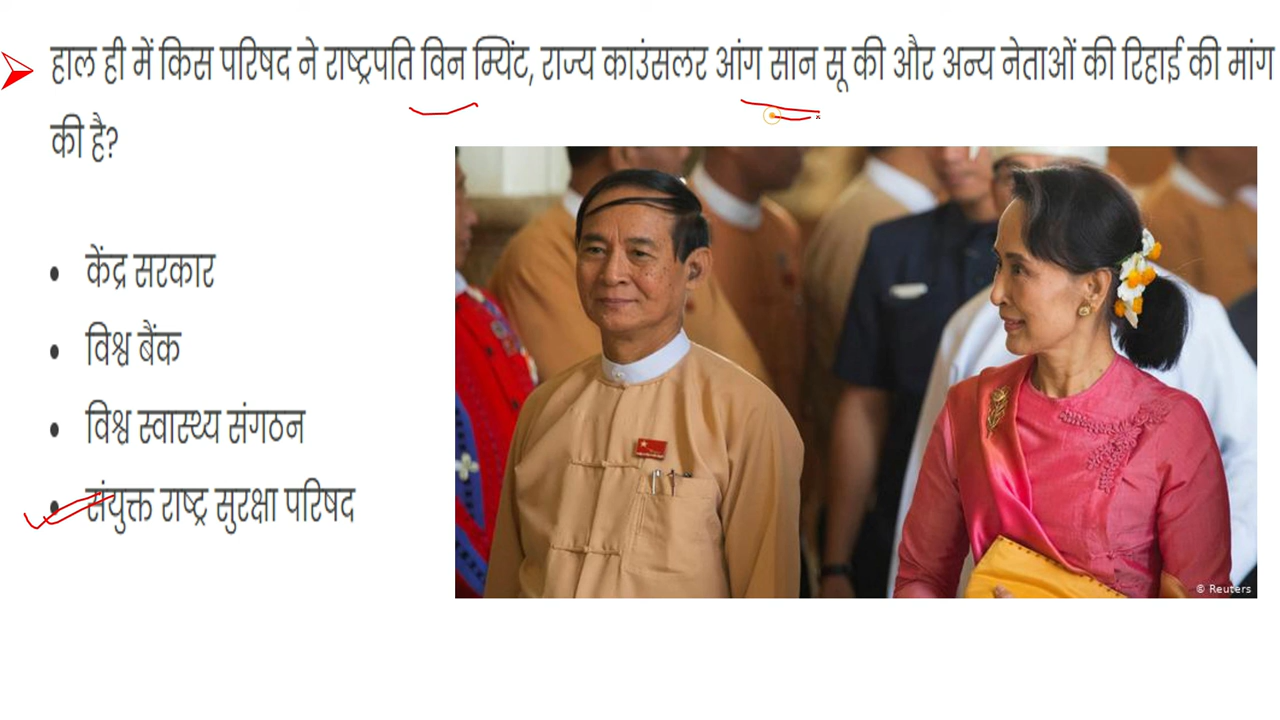 हाल ही में किस परिषद ने राष्ट्रपति विन म्यिंट, राज्य काउंसलर आंग सान सू की और अन्य नेताओं की रिहाई की मांग
की है?
• केंद्र सरकार
• विश्व बैंक
• विश्व स्वास्थ्य संगठन
• संयुक्त राष्ट्र सुरक्षा परिषद
© Reuters